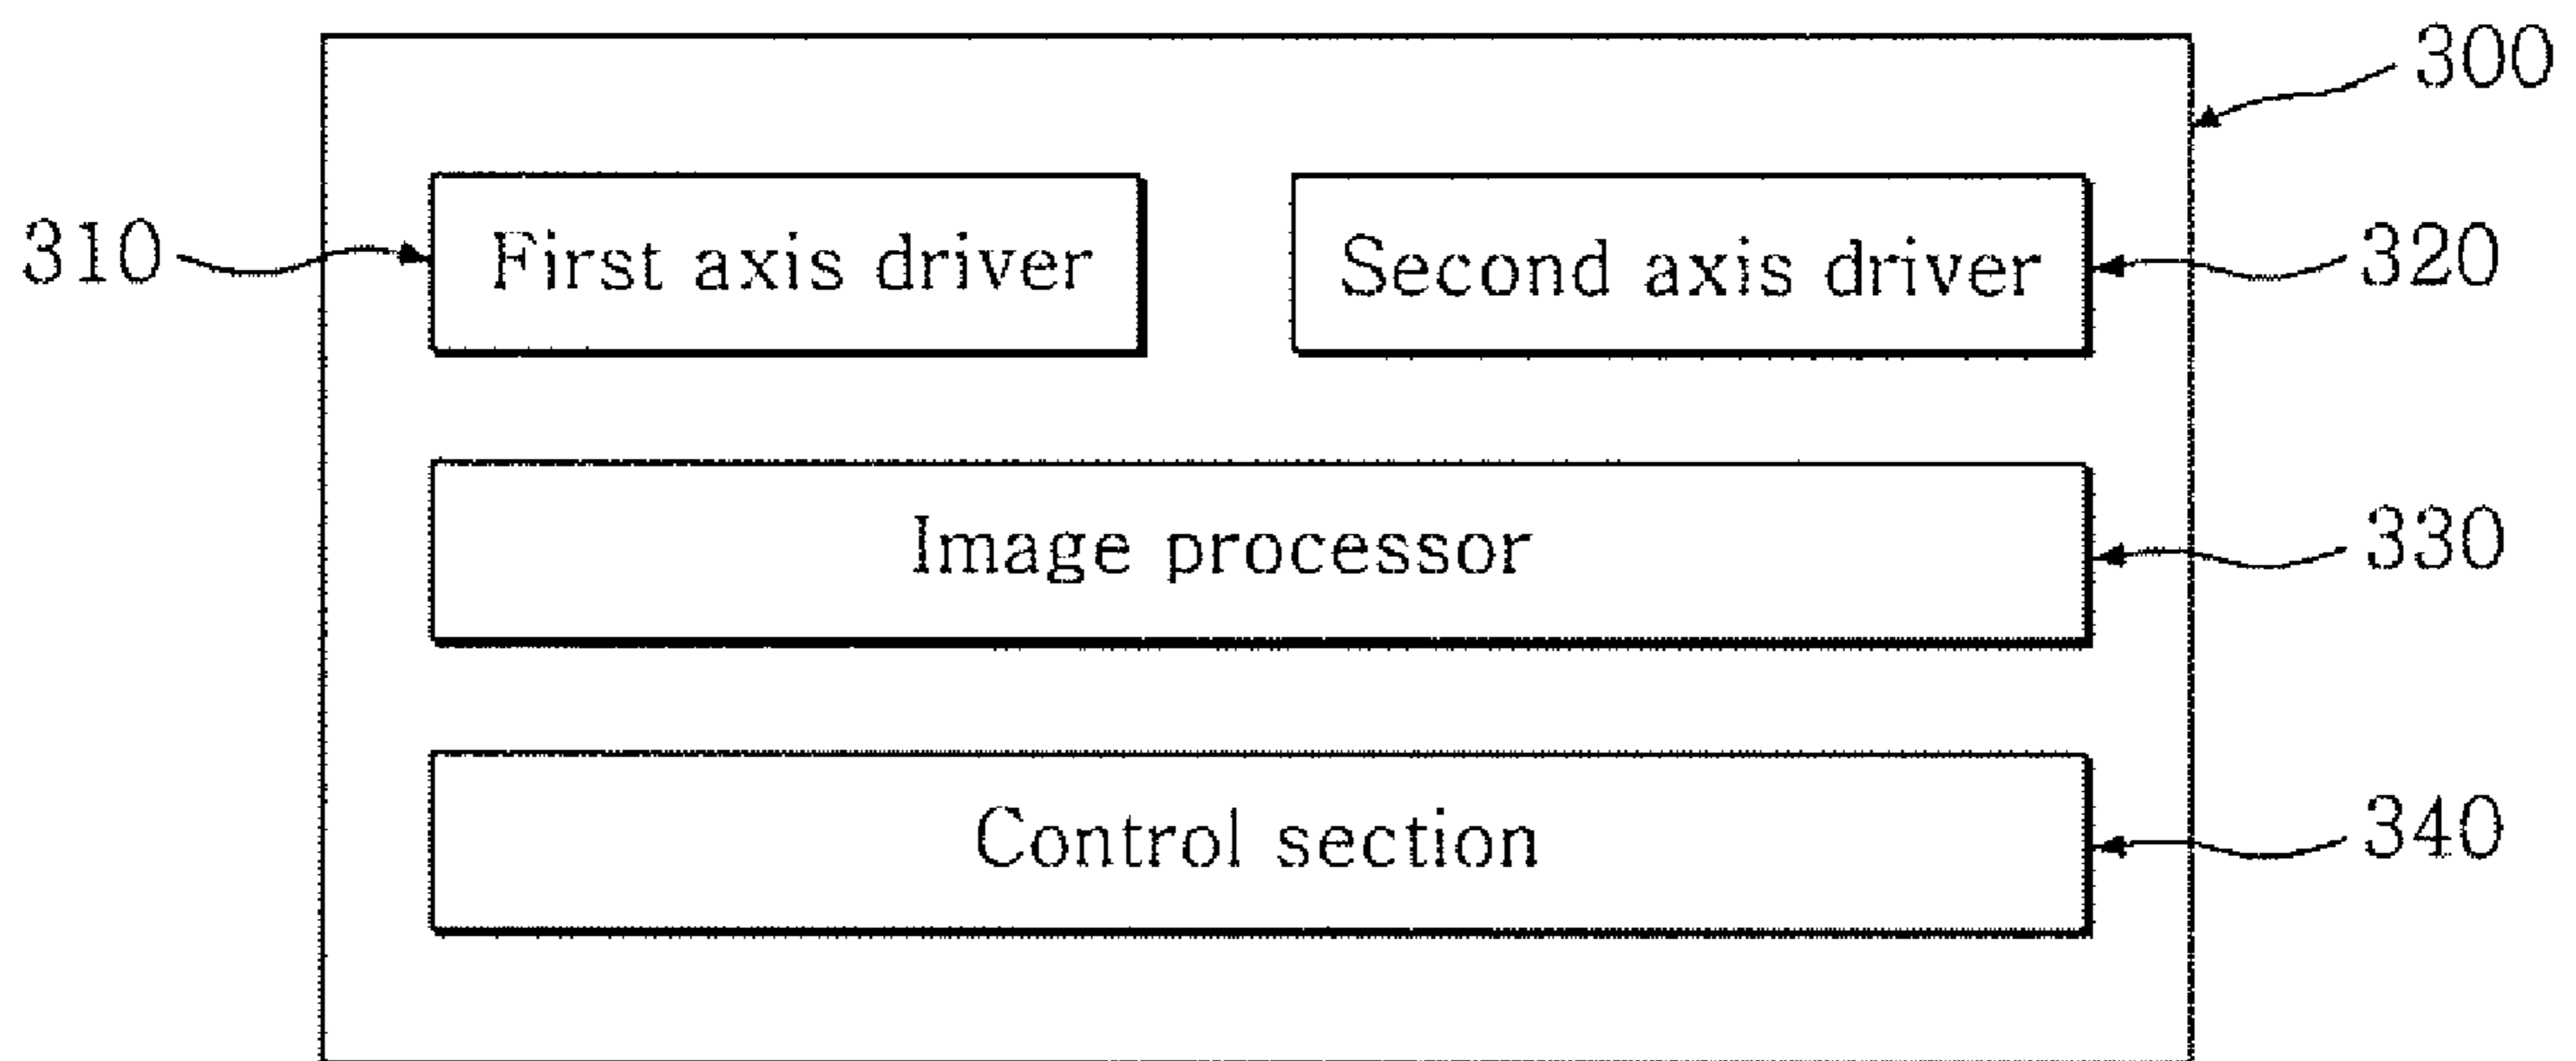 300
310
First axis driver
Second axis driver
320
Image processor
330
Control section
340